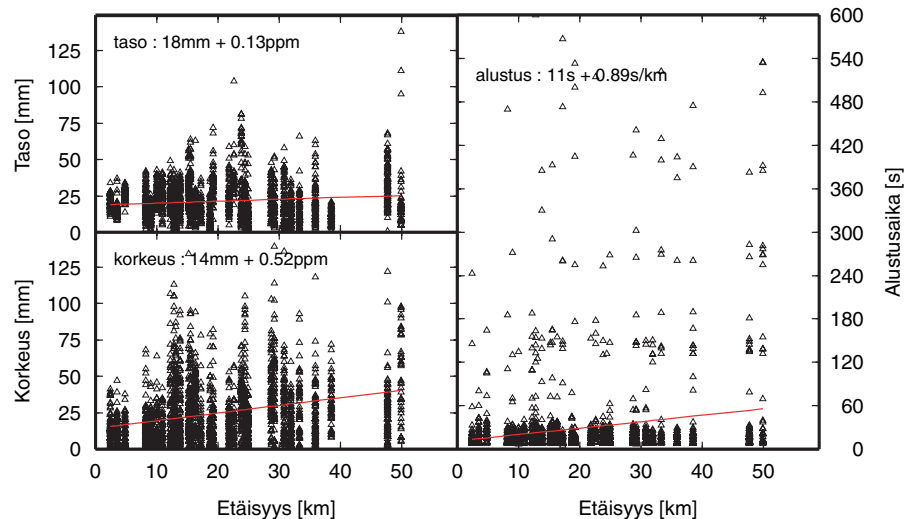 taso : 18mm + 0.13ppm
125
100
75
50
25
0
Taso [mm]
korkeus : 14mm + 0.52ppm
125
100
75
50
25
0
Korkeus [mm]
0 10 20 30 40 50
Etäisyys [km]
alustus : 11s + 0.89s/km
600
540
480
420
360
300
240
180
120
60
0
Alustusaika [s]
0 10 20 30 40 50
Etäisyys [km]